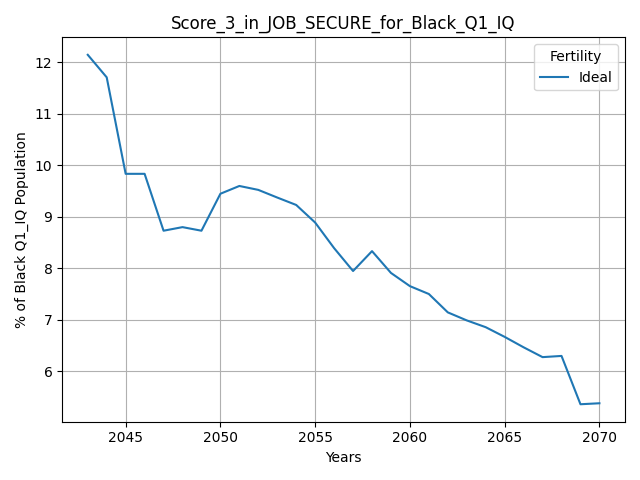 Score_3_in_JOB_SECURE_for_Black_Q1_IQ
Fertility
Ideal
% of Black Q1_IQ Population
12
11
10
9
8
7
6
2045 2050 2055 2060 2065 2070
Years